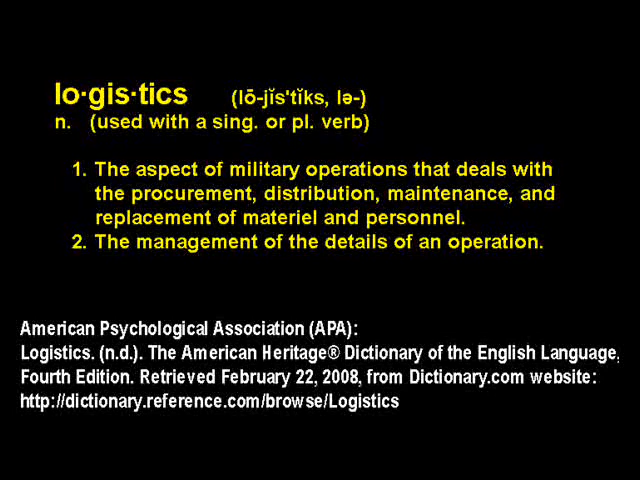 lo·gis·tics (lō-jĭs'tĭks, lə-)
n. (used with a sing. or pl. verb)
1. The aspect of military operations that deals with
the procurement, distribution, maintenance, and
replacement of materiel and personnel.
2. The management of the details of an operation.
American Psychological Association (APA):
Logistics. (n.d.). The American Heritage® Dictionary of the English Language,
Fourth Edition. Retrieved February 22, 2008, from Dictionary.com website:
http://dictionary.reference.com/browse/Logistics